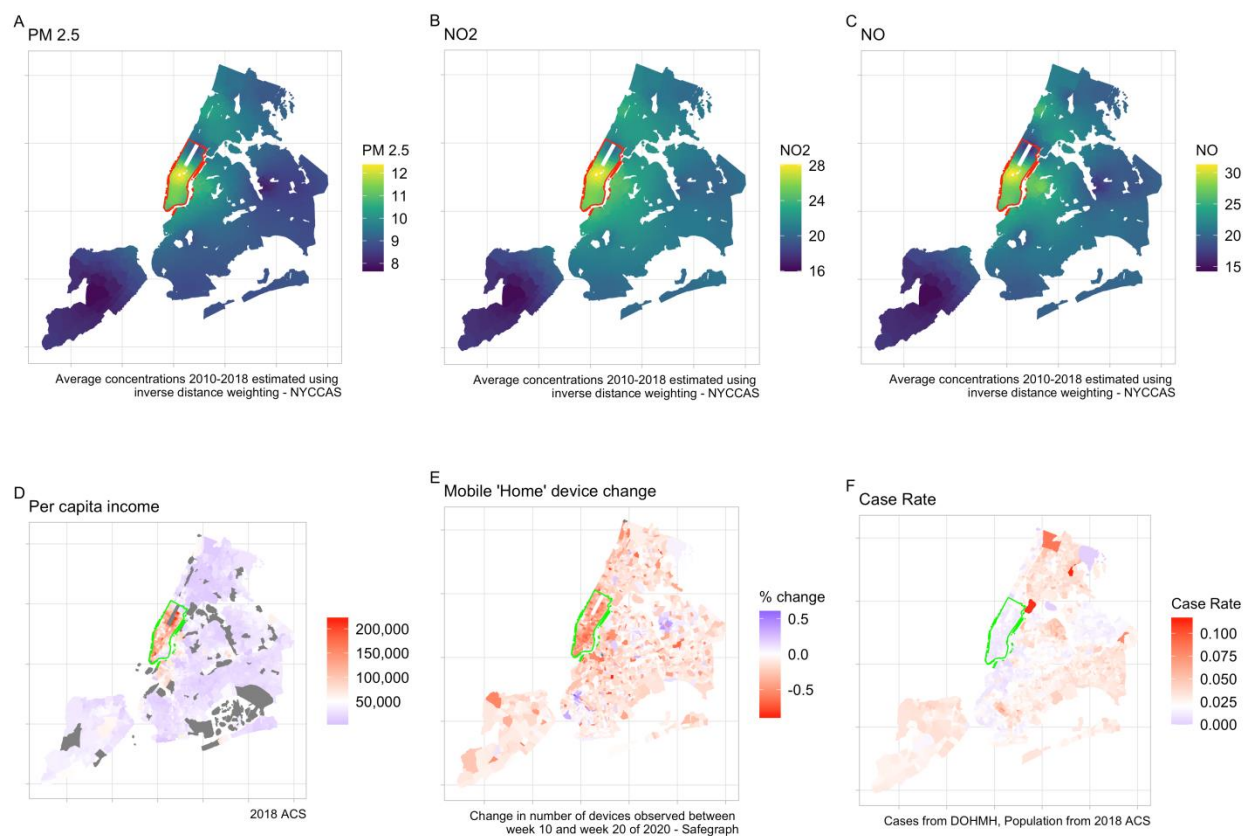 A
PM 2.5
PM 2.5
12
11
10
9
8
Average concentrations 2010-2018 estimated using
inverse distance weighting - NYCCAS
B
NO2
NO2
28
24
20
16
Average concentrations 2010-2018 estimated using
inverse distance weighting - NYCCAS
C
NO
NO
30
25
20
15
Average concentrations 2010-2018 estimated using
inverse distance weighting - NYCCAS
D
Per capita income
200,000
150,000
100,000
50,000
2018 ACS
E
Mobile 'Home' device change
% change
0.5
0.0
-0.5
Change in number of devices observed between
week 10 and week 20 of 2020 - Safegraph
F
Case Rate
Case Rate
0.100
0.075
0.050
0.025
0.000
Cases from DOHMH, Population from 2018 ACS